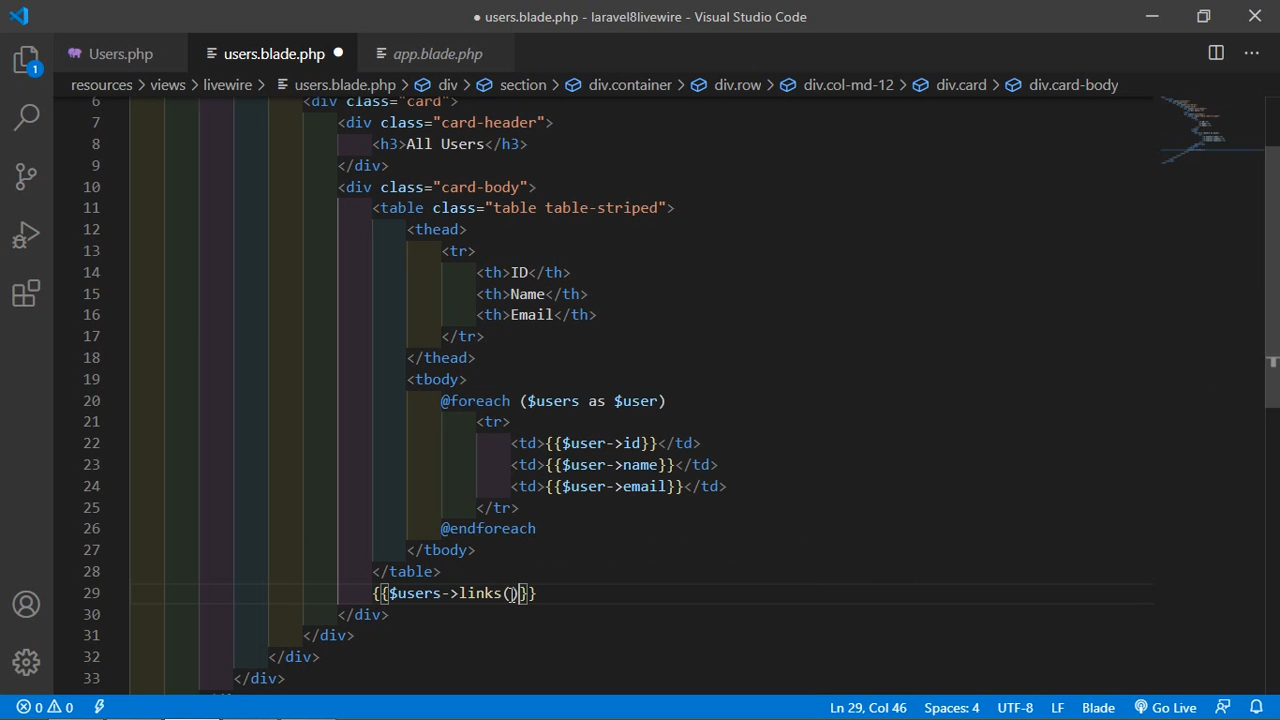 ● users.blade.php - laravel8livewire - Visual Studio Code
Users.php
users.blade.php
app.blade.php
resources > views > livewire > users.blade.php > div > section > div.container > div.row > div.col-md-12 > div.card > div.card-body
1
6 <div class="card">
7 <div class="card-header">
8 <h3>All Users</h3>
9 </div>
10 <div class="card-body">
11 <table class="table table-striped">
12 <thead>
13 <tr>
14 <th>ID</th>
15 <th>Name</th>
16 <th>Email</th>
17 </tr>
18 </thead>
19 <tbody>
20 @foreach ($users as $user)
21 <tr>
22 <td>{{$user->id}}</td>
23 <td>{{$user->name}}</td>
24 <td>{{$user->email}}</td>
25 </tr>
26 @endforeach
27 </tbody>
28 </table>
29 {{$users->links()}}
30 </div>
31 </div>
32 </div>
33 </div>
0 0 Ln 29, Col 46 Spaces: 4 UTF-8 LF Blade Go Live